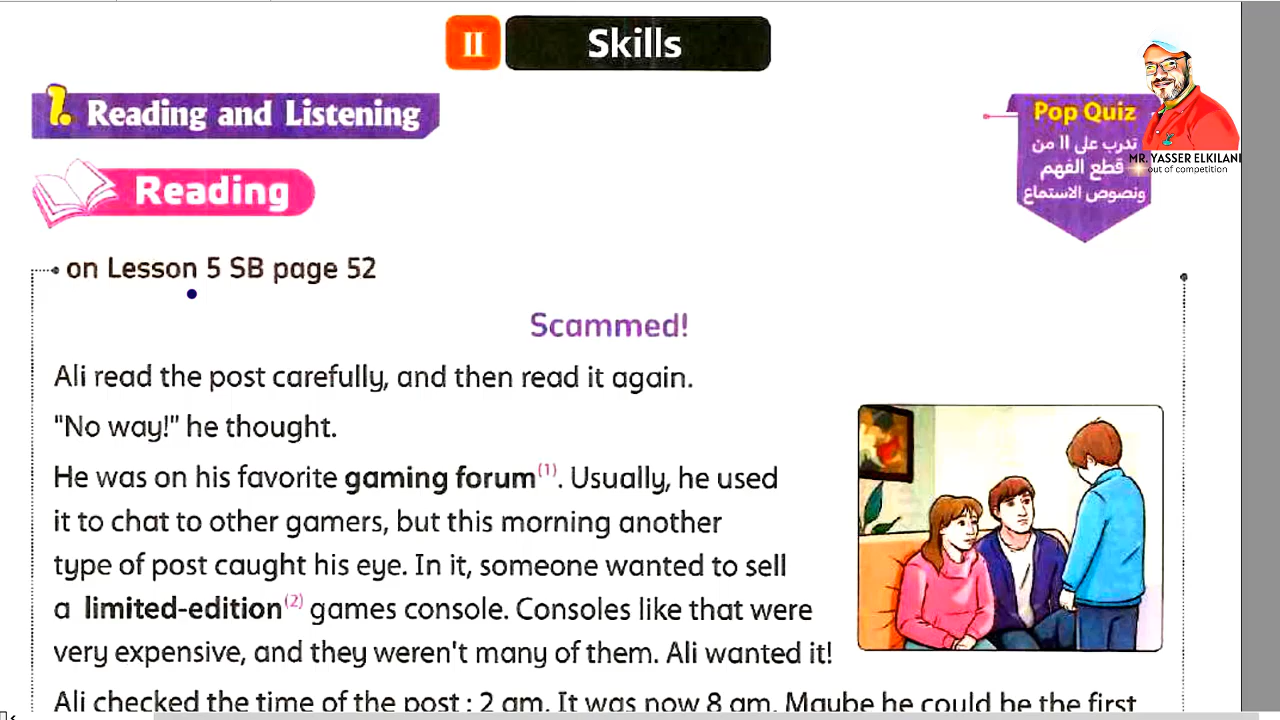 II Skills
7. Reading and Listening
Pop Quiz
تدرب على 11 من
قطع الفهم
ونصوص الاستماع
MR. YASSER ELKILANI
out of competition
Reading
on Lesson 5 SB page 52
Scammed!
Ali read the post carefully, and then read it again.
"No way!" he thought.
He was on his favorite gaming forum(1). Usually, he used
it to chat to other gamers, but this morning another
type of post caught his eye. In it, someone wanted to sell
a limited-edition(2) games console. Consoles like that were
very expensive, and they weren't many of them. Ali wanted it!
Ali checked the time of the post : 2 am. It was now 8 am. Maybe he could be the first